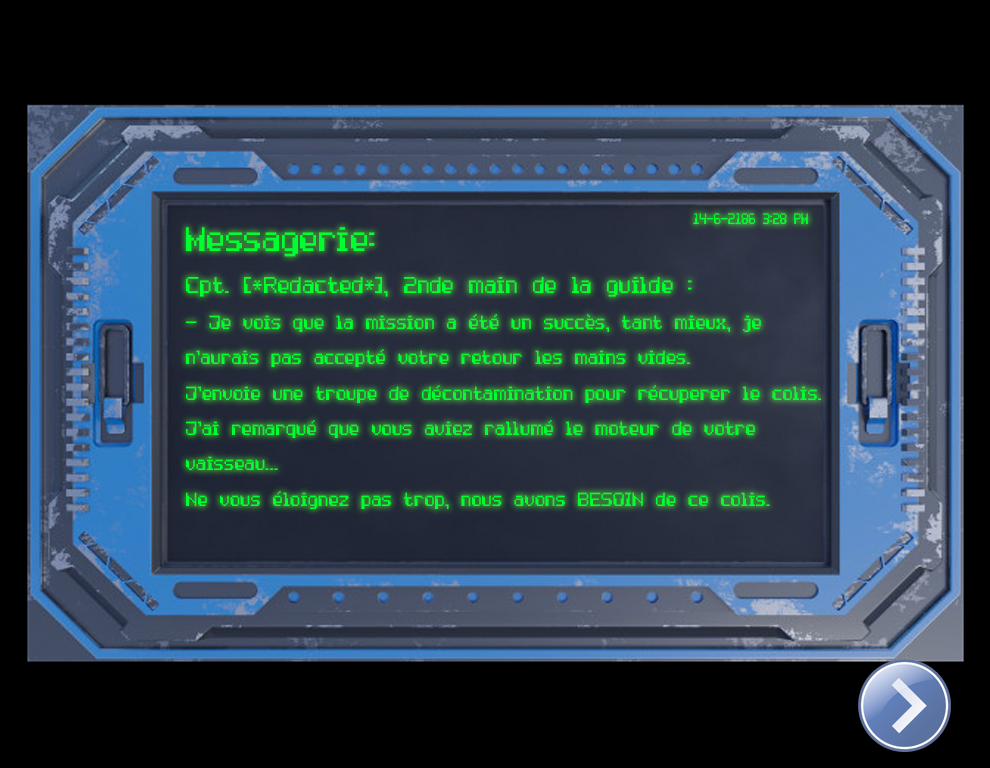 14-6-2186 3:28 PM
Messagerie:
Cpt. [*Redacted*], 2nde main de la guilde :
- Je vois que la mission a été un succès, tant mieux, je
n'aurais pas accepté votre retour les mains vides.
J'envoie une troupe de décontamination pour récuperer le colis.
J'ai remarqué que vous aviez rallumé le moteur de votre
vaisseau...
Ne vous éloignez pas trop, nous avons BESOIN de ce colis.